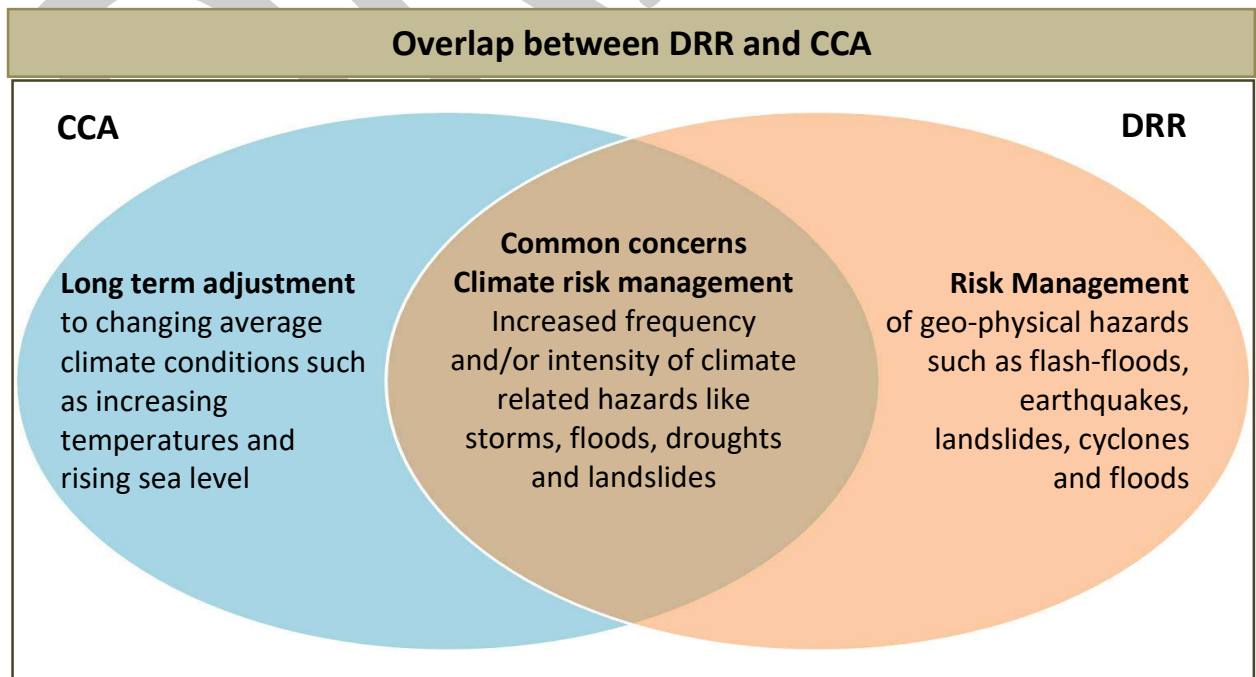 Overlap between DRR and CCA
CCA
DRR
Long term adjustment
to changing average
climate conditions such
as increasing
temperatures and
rising sea level
Common concerns
Climate risk management
Increased frequency
and/or intensity of climate
related hazards like
storms, floods, droughts
and landslides
Risk Management
of geo-physical hazards
such as flash-floods,
earthquakes,
landslides, cyclones
and floods